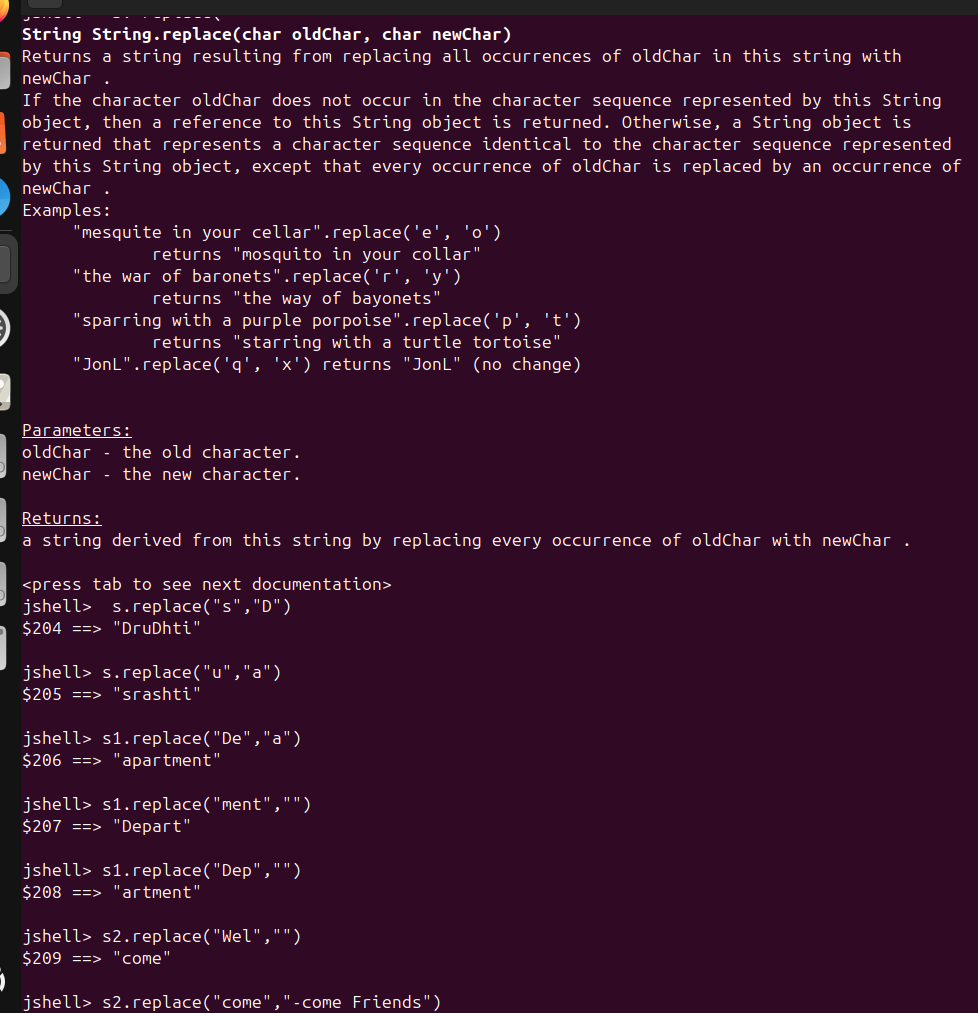 String String.replace(char oldChar, char newChar)
Returns a string resulting from replacing all occurrences of oldChar in this string with
newChar .
If the character oldChar does not occur in the character sequence represented by this String
object, then a reference to this String object is returned. Otherwise, a String object is
returned that represents a character sequence identical to the character sequence represented
by this String object, except that every occurrence of oldChar is replaced by an occurrence of
newChar .
Examples:
"mesquite in your cellar".replace('e', 'o')
returns "mosquito in your collar"
"the war of baronets".replace('r', 'y')
returns "the way of bayonets"
"sparring with a purple porpoise".replace('p', 't')
returns "starring with a turtle tortoise"
"JonL".replace('q', 'x') returns "JonL" (no change)
Parameters:
oldChar - the old character.
newChar - the new character.
Returns:
a string derived from this string by replacing every occurrence of oldChar with newChar .
<press tab to see next documentation>
jshell>  s.replace("s","D")
$204 ==> "DruDhti"
jshell> s.replace("u","a")
$205 ==> "srashti"
jshell> s1.replace("De","a")
$206 ==> "apartment"
jshell> s1.replace("ment","")
$207 ==> "Depart"
jshell> s1.replace("Dep","")
$208 ==> "artment"
jshell> s2.replace("Wel","")
$209 ==> "come"
jshell> s2.replace("come","-come Friends")